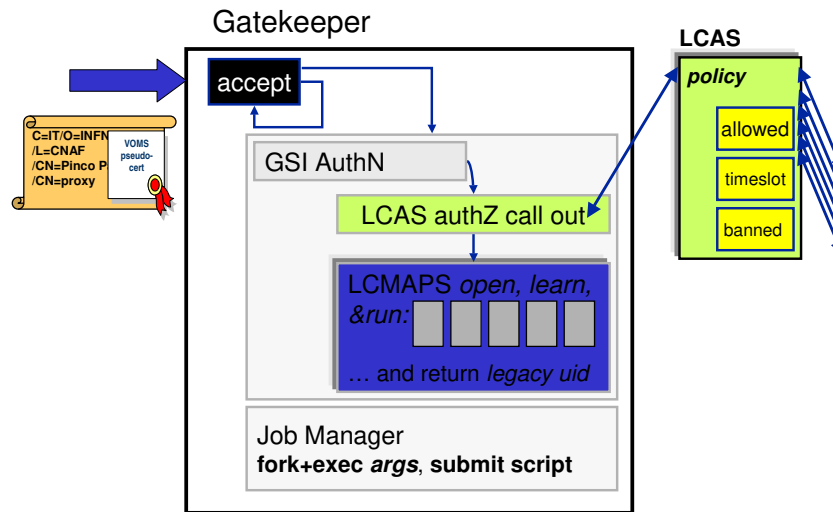 Gatekeeper
LCAS
accept
policy
C=IT/O=INFN
/L=CNAF
/CN=Pinco P
/CN=proxy
VOMS
pseudo-
cert
allowed
timeslot
banned
GSI AuthN
LCAS authZ call out
LCMAPS open, learn,
&run:
… and return legacy uid
Job Manager
fork+exec args, submit script